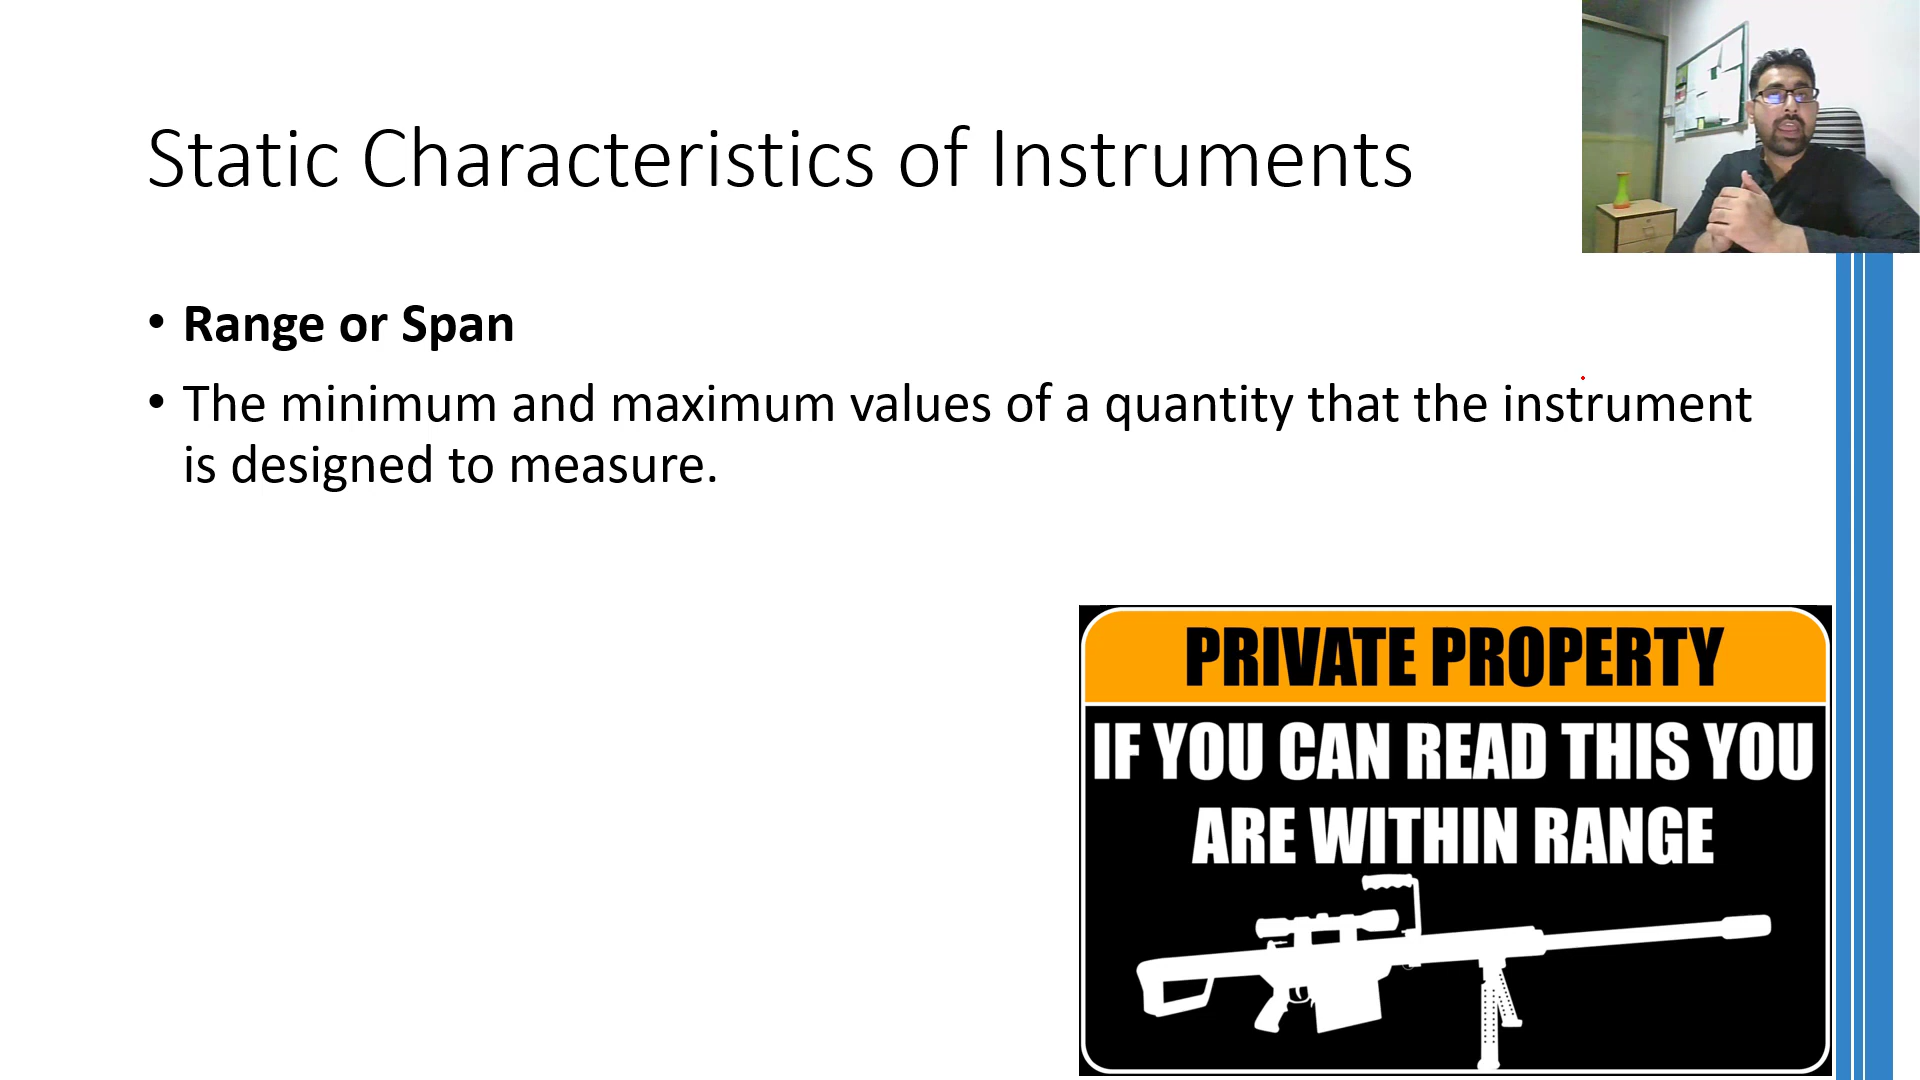 Static Characteristics of Instruments
• Range or Span
• The minimum and maximum values of a quantity that the instrument
is designed to measure.
PRIVATE PROPERTY
IF YOU CAN READ THIS YOU
ARE WITHIN RANGE